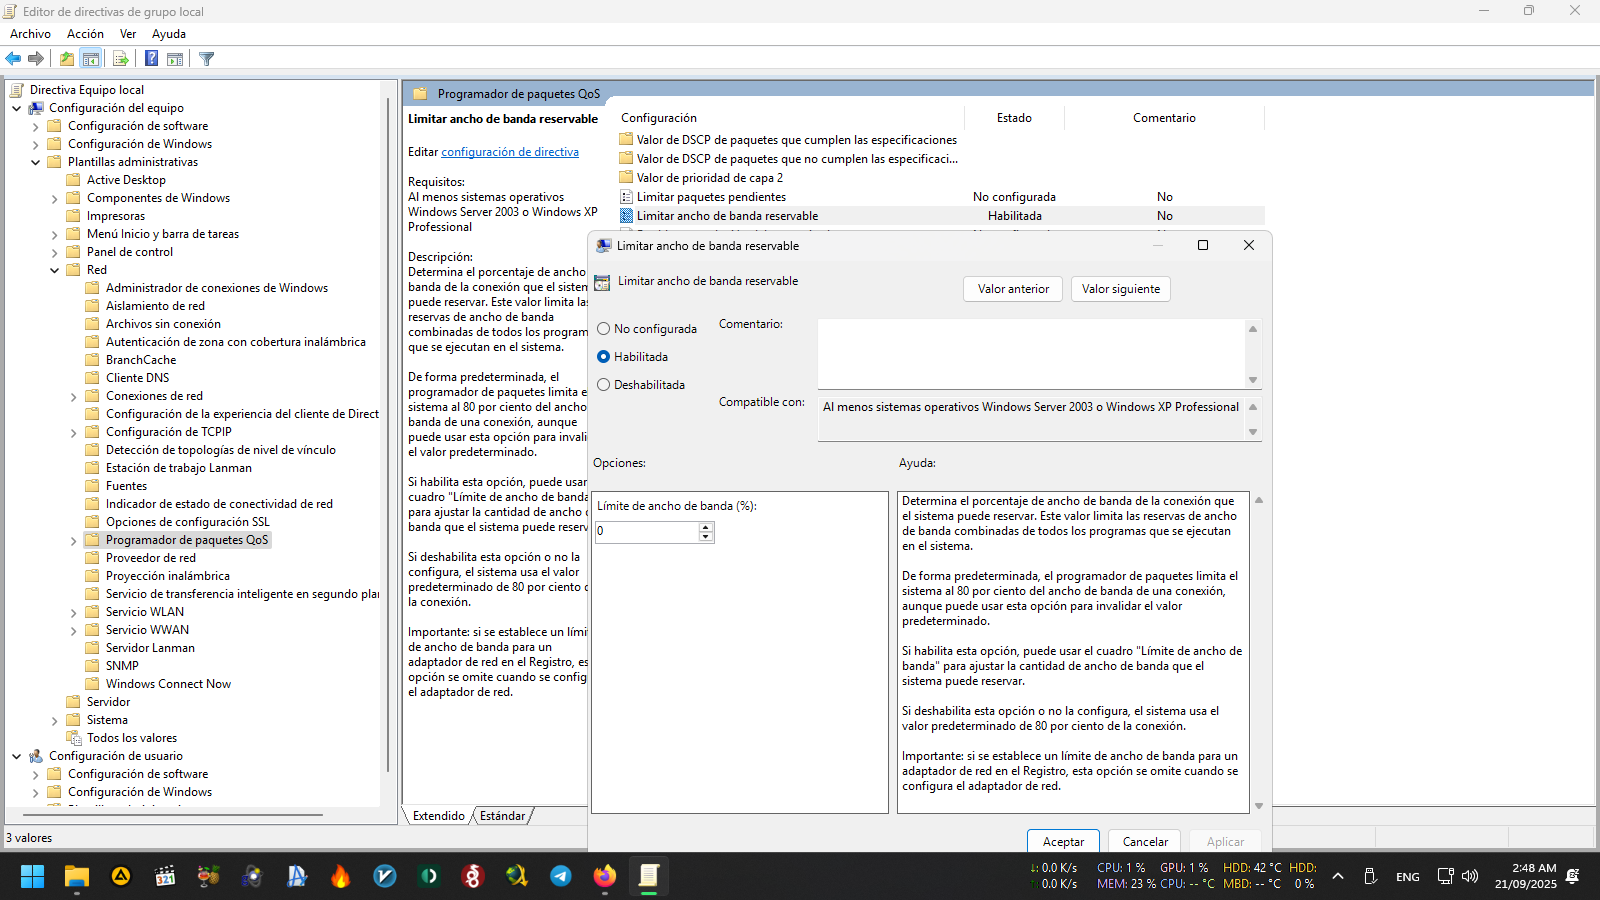 Editor de directivas de grupo local
Archivo Acción Ver Ayuda
Directiva Equipo local
Configuración del equipo
Configuración de software
Configuración de Windows
Plantillas administrativas
Active Desktop
Componentes de Windows
Impresoras
Menú Inicio y barra de tareas
Panel de control
Red
Administrador de conexiones de Windows
Aislamiento de red
Archivos sin conexión
Autenticación de zona con cobertura inalámbrica
BranchCache
Cliente DNS
Conexiones de red
Configuración de la experiencia del cliente de Direct
Configuración de TCPIP
Detección de topologías de nivel de vínculo
Estación de trabajo Lanman
Fuentes
Indicador de estado de conectividad de red
Opciones de configuración SSL
Programador de paquetes QoS
Proveedor de red
Proyección inalámbrica
Servicio de transferencia inteligente en segundo plan
Servicio WLAN
Servicio WWAN
Servidor Lanman
SNMP
Windows Connect Now
Servidor
Sistema
Todos los valores
Configuración de usuario
Configuración de software
Configuración de Windows
3 valores
Programador de paquetes QoS
Limitar ancho de banda reservable
Editar configuración de directiva
Requisitos:
Al menos sistemas operativos
Windows Server 2003 o Windows XP
Professional
Descripción:
Determina el porcentaje de ancho
banda de la conexión que el sistem
puede reservar. Este valor limita las
reservas de ancho de banda
combinadas de todos los program
que se ejecutan en el sistema.
De forma predeterminada, el
programador de paquetes limita e
sistema al 80 por ciento del ancho
banda de una conexión, aunque
puede usar esta opción para invali
el valor predeterminado.
Si habilita esta opción, puede usar
cuadro "Límite de ancho de banda
para ajustar la cantidad de ancho
banda que el sistema puede reserv
Si deshabilita esta opción o no la
configura, el sistema usa el valor
predeterminado de 80 por ciento
la conexión.
Importante: si se establece un lími
de ancho de banda para un
adaptador de red en el Registro, es
opción se omite cuando se config
el adaptador de red.
Extendido Estándar
Configuración Estado Comentario
Valor de DSCP de paquetes que cumplen las especificaciones
Valor de DSCP de paquetes que no cumplen las especificaci...
Valor de prioridad de capa 2
Limitar paquetes pendientes No configurada No
Limitar ancho de banda reservable Habilitada No
Limitar ancho de banda reservable
Limitar ancho de banda reservable
Valor anterior Valor siguiente
No configurada
Habilitada
Deshabilitada
Comentario:
Compatible con:
Al menos sistemas operativos Windows Server 2003 o Windows XP Professional
Opciones:
Límite de ancho de banda (%):
0
Ayuda:
Determina el porcentaje de ancho de banda de la conexión que
el sistema puede reservar. Este valor limita las reservas de ancho
de banda combinadas de todos los programas que se ejecutan
en el sistema.
De forma predeterminada, el programador de paquetes limita el
sistema al 80 por ciento del ancho de banda de una conexión,
aunque puede usar esta opción para invalidar el valor
predeterminado.
Si habilita esta opción, puede usar el cuadro "Límite de ancho de
banda" para ajustar la cantidad de ancho de banda que el
sistema puede reservar.
Si deshabilita esta opción o no la configura, el sistema usa el
valor predeterminado de 80 por ciento de la conexión.
Importante: si se establece un límite de ancho de banda para un
adaptador de red en el Registro, esta opción se omite cuando se
configura el adaptador de red.
Aceptar Cancelar Aplicar
321
↓: 0.0 K/s CPU: 1 % GPU: 1 % HDD: 42 °C HDD:
↑: 0.0 K/s MEM: 23 % CPU: -- °C MBD: -- °C 0 %
ENG
2:48 AM
21/09/2025